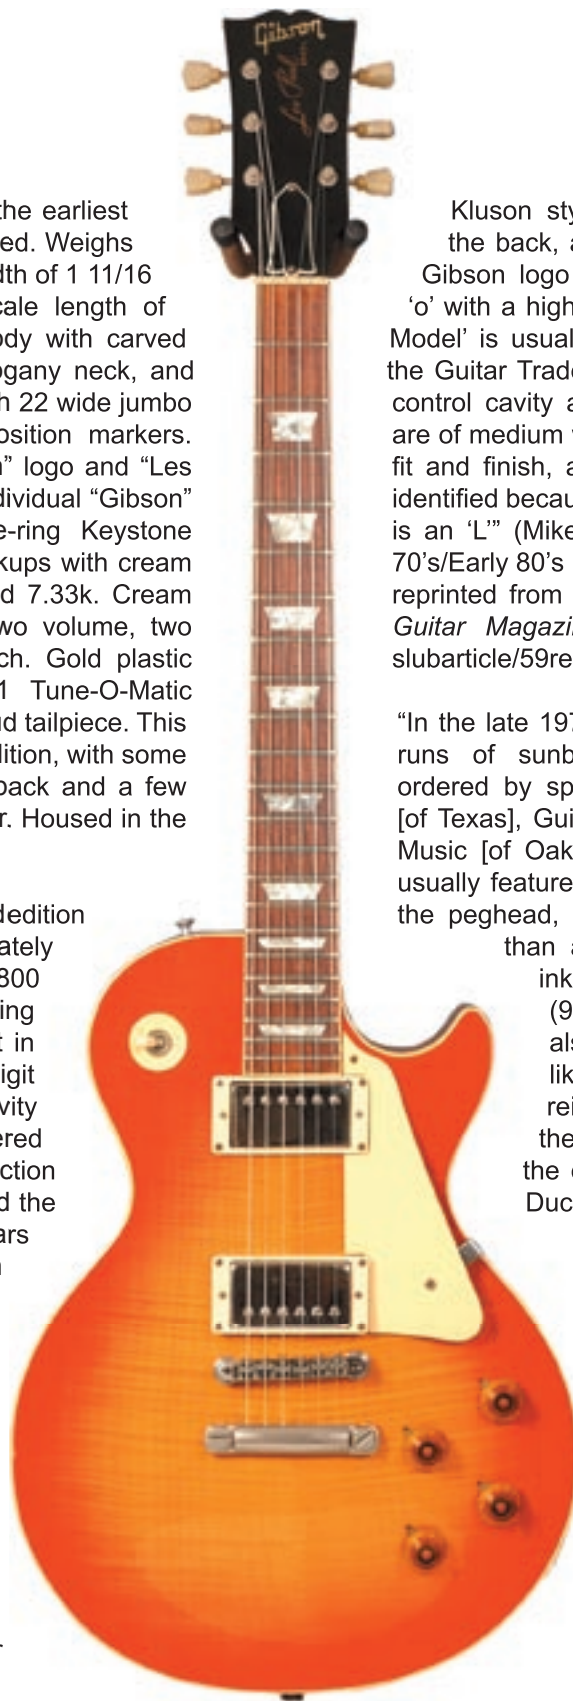 Gibson
Les Paul
the earliest
ed. Weighs
dth of 1 11/16
cale length of
ody with carved
ogany neck, and
h 22 wide jumbo
osition markers.
n” logo and “Les
dividual “Gibson”
e-ring Keystone
kups with cream
d 7.33k. Cream
wo volume, two
ch. Gold plastic
1 Tune-O-Matic
ud tailpiece. This
dition, with some
back and a few
r. Housed in the
dedition
ately
800
ing
t in
igit
vity
ered
ction
d the
ars
Kluson sty
the back, a
Gibson logo
‘o’ with a high
Model’ is usual
the Guitar Trade
control cavity a
are of medium
fit and finish, a
identified becau
is an ‘L’” (Mike
70’s/Early 80’s
reprinted from
Guitar Magazin
slubarticle/59re
“In the late 197
runs of sunb
ordered by sp
[of Texas], Gui
Music [of Oak
usually feature
the peghead,
than a
ink
(9
als
lik
rei
the
the
Duc